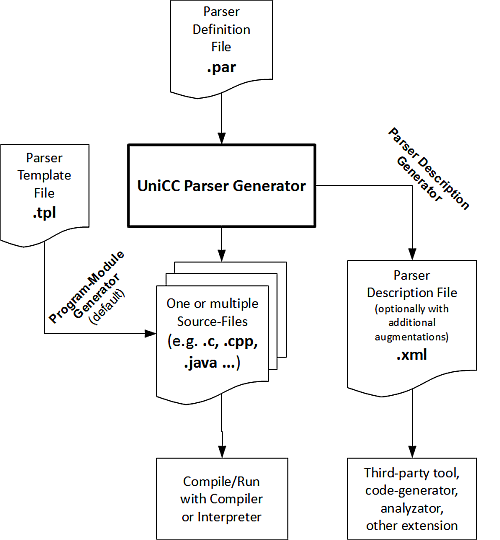 Parser
Definition
File
.par
Parser
Template
File
.tpl
UniCC Parser Generator
Parser Description
Generator
Program-Module
Generator
(default)
One or multiple
Source-Files
(e.g. .c, .cpp,
.java ...)
Parser
Description File
(optionally with
additional
augmentations)
.xml
Compile/Run
with Compiler
or Interpreter
Third-party tool,
code-generator,
analyzator,
other extension